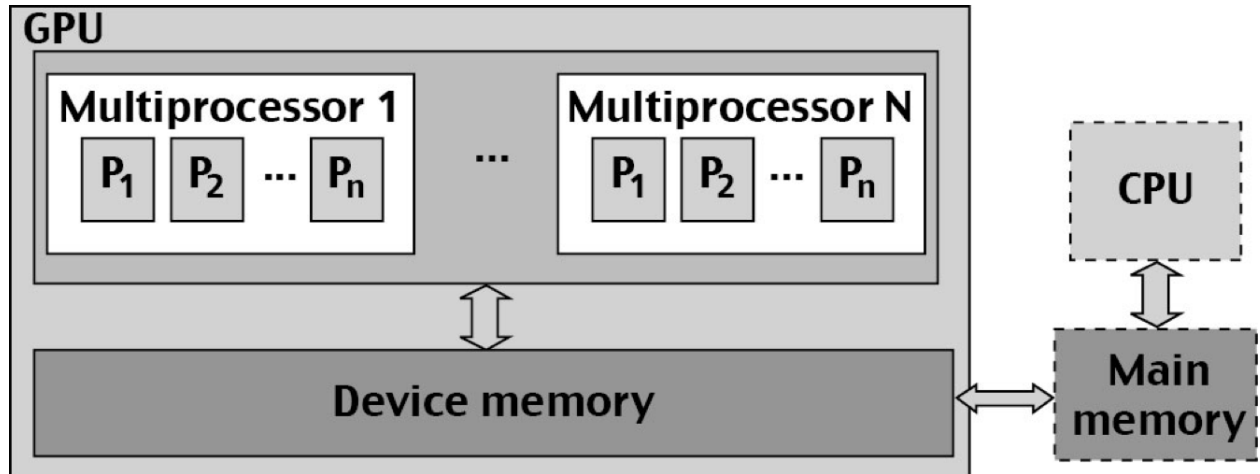 GPU
Multiprocessor 1
P1 P2 ... Pn
...
Multiprocessor N
P1 P2 ... Pn
Device memory
CPU
Main
memory